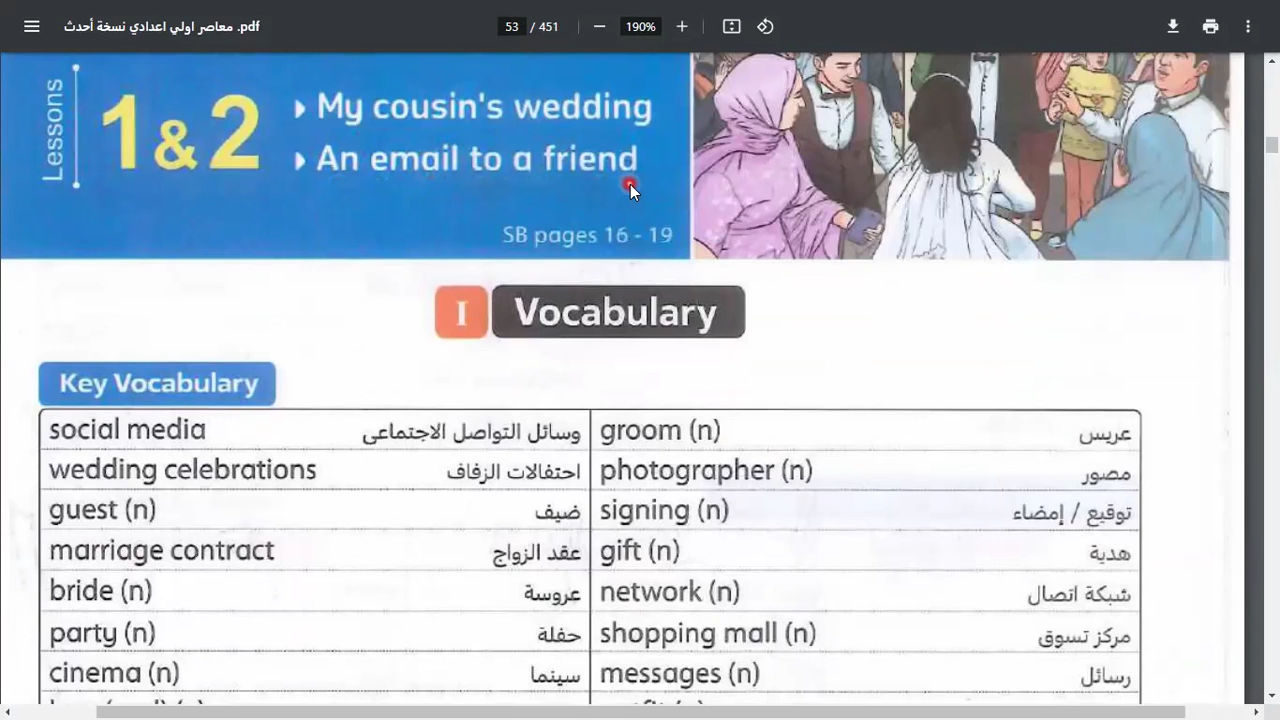 معاصر اولي اعدادي نسخة أحدث .pdf
53 / 451
190%
Lessons
1 & 2
My cousin's wedding
An email to a friend
SB pages 16 - 19
I Vocabulary
Key Vocabulary
social media وسائل التواصل الاجتماعى groom (n) عريس
wedding celebrations احتفالات الزفاف photographer (n) مصور
guest (n) ضيف signing (n) توقيع / إمضاء
marriage contract عقد الزواج gift (n) هدية
bride (n) عروسة network (n) شبكة اتصال
party (n) حفلة shopping mall (n) مركز تسوق
cinema (n) سينما messages (n) رسائل